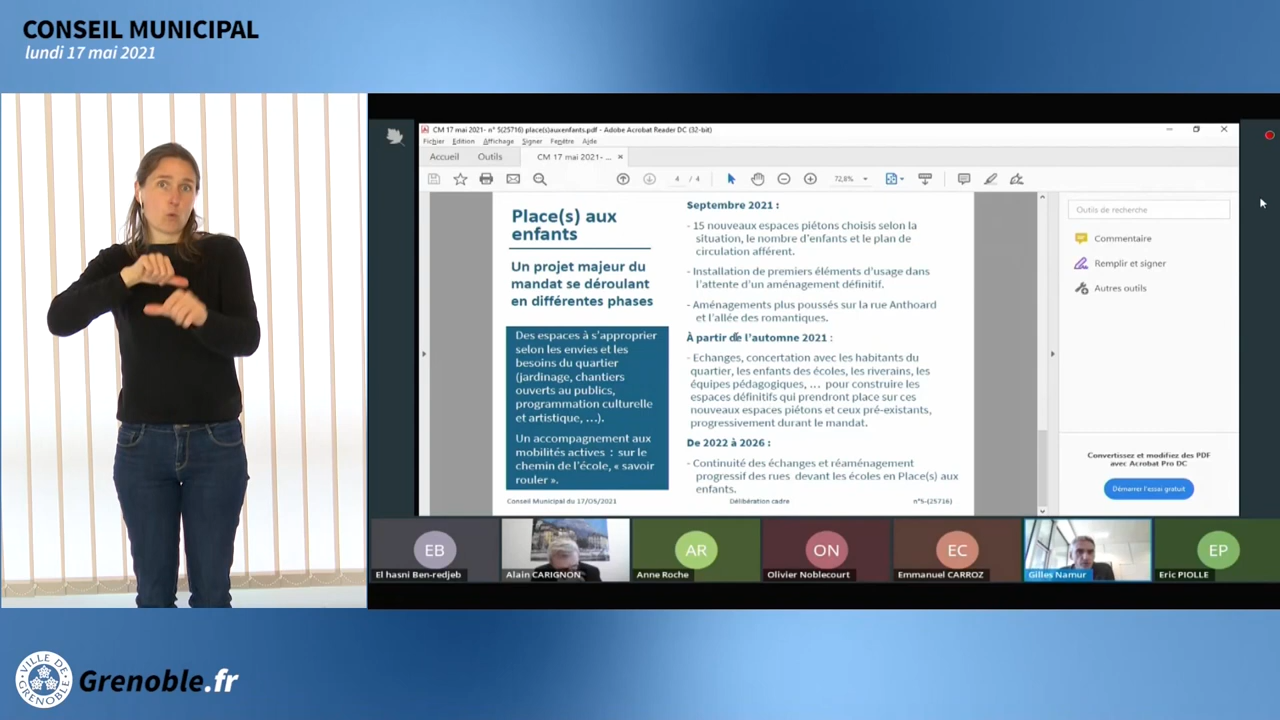 CONSEIL MUNICIPAL
lundi 17 mai 2021
CM 17 mai 2021- n° 5(25716) place(s)auxenfants.pdf - Adobe Acrobat Reader DC (32-bit)
Fichier Edition Affichage Signer Fenêtre Aide
Accueil Outils CM 17 mai 2021- ... ×
4 / 4 72,8%
Place(s) aux
enfants
Un projet majeur du
mandat se déroulant
en différentes phases
Des espaces à s'approprier
selon les envies et les
besoins du quartier
(jardinage, chantiers
ouverts au publics,
programmation culturelle
et artistique, ...).
Un accompagnement aux
mobilités actives : sur le
chemin de l'école, « savoir
rouler ».
Septembre 2021 :
- 15 nouveaux espaces piétons choisis selon la
situation, le nombre d'enfants et le plan de
circulation afférent.
- Installation de premiers éléments d'usage dans
l'attente d'un aménagement définitif.
- Aménagements plus poussés sur la rue Anthoard
et l'allée des romantiques.
À partir de l'automne 2021 :
- Echanges, concertation avec les habitants du
quartier, les enfants des écoles, les riverains, les
équipes pédagogiques, ... pour construire les
espaces définitifs qui prendront place sur ces
nouveaux espaces piétons et ceux pré-existants,
progressivement durant le mandat.
De 2022 à 2026 :
- Continuité des échanges et réaménagement
progressif des rues devant les écoles en Place(s) aux
enfants.
Conseil Municipal du 17/05/2021 Délibération cadre n°5-(25716)
Outils de recherche
Commentaire
Remplir et signer
Autres outils
Convertissez et modifiez des PDF
avec Acrobat Pro DC
Démarrer l'essai gratuit
EB AR ON EC EP
El hasni Ben-redjeb Alain CARIGNON Anne Roche Olivier Noblecourt Emmanuel CARROZ Gilles Namur Eric PIOLLE
VILLE DE GRENOBLE
Grenoble.fr